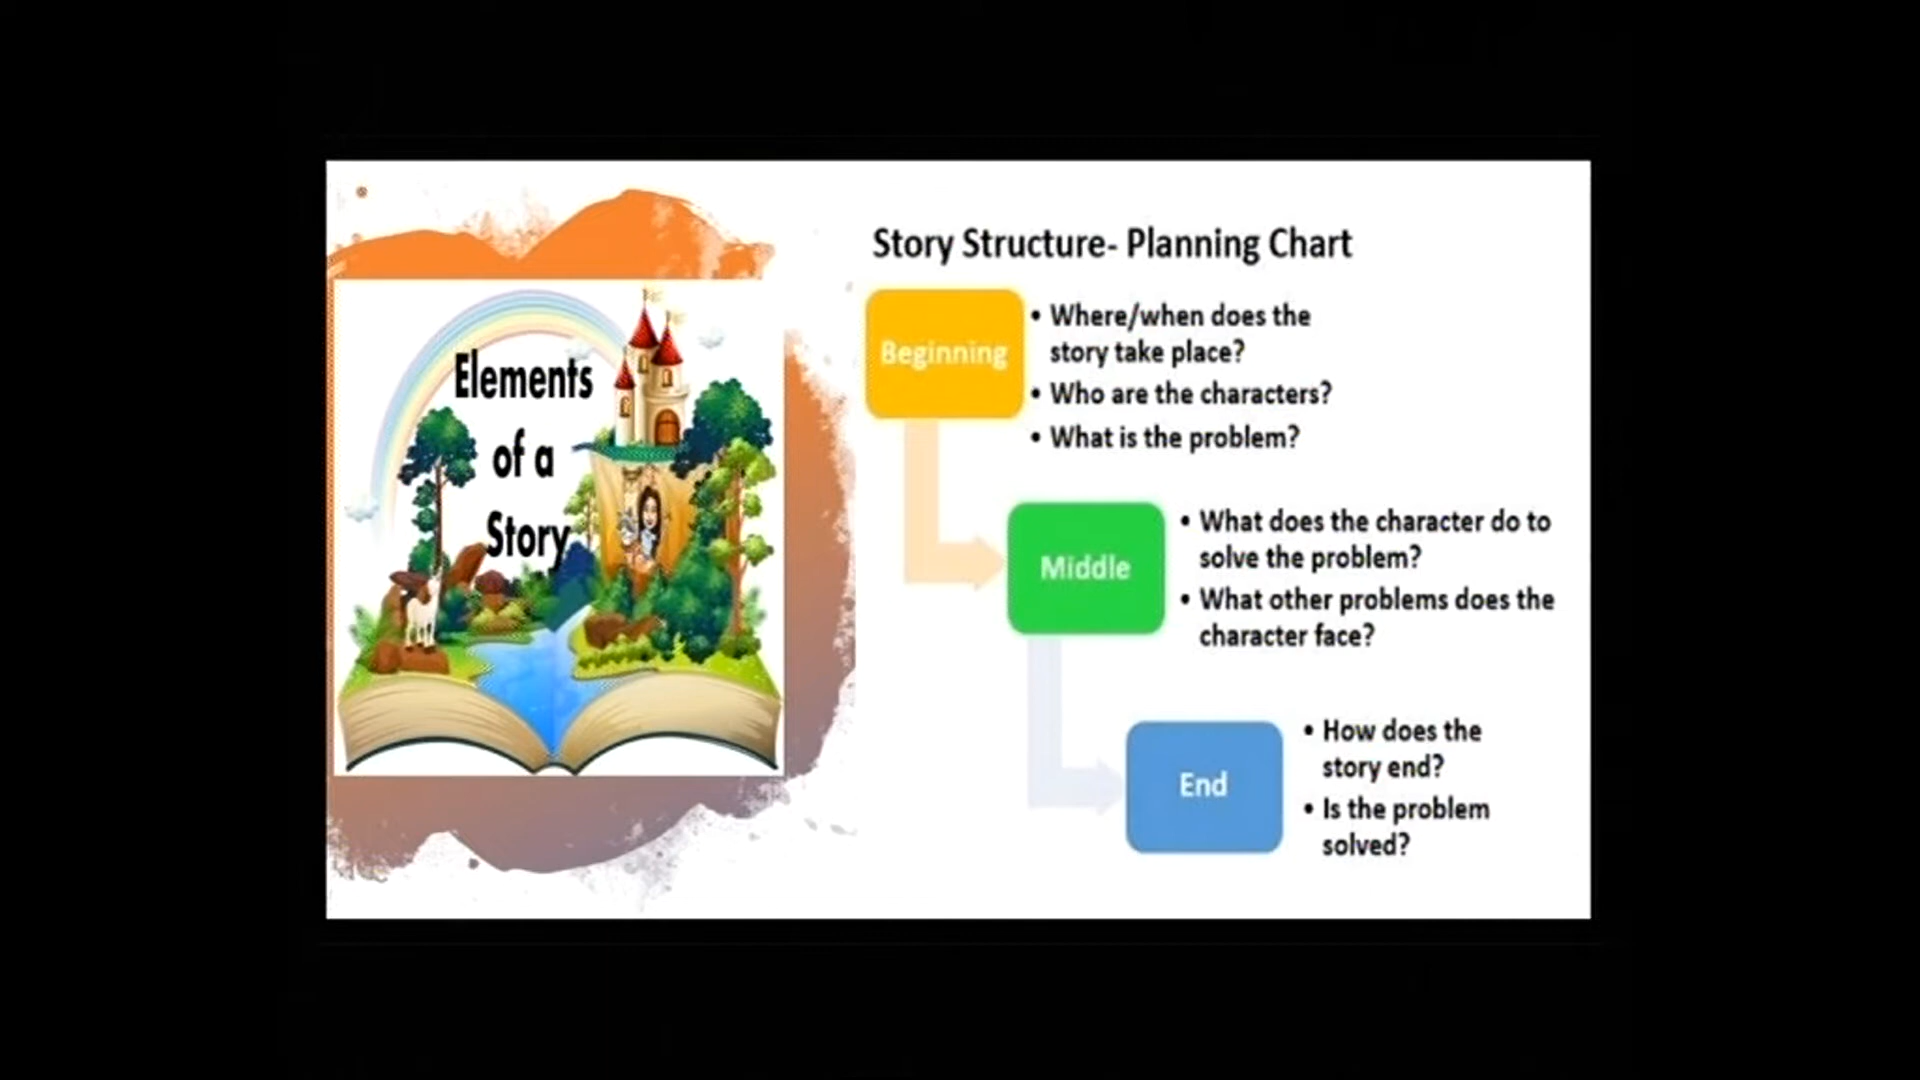 Elements
of a
Story
Story Structure- Planning Chart
Beginning
• Where/when does the
story take place?
• Who are the characters?
• What is the problem?
Middle
• What does the character do to
solve the problem?
• What other problems does the
character face?
End
• How does the
story end?
• Is the problem
solved?